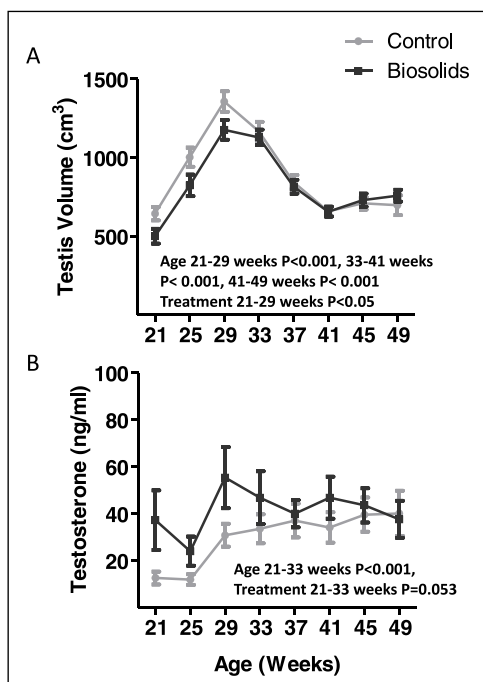 Control
Biosolids
A
1500
1000
500
Testis Volume (cm³)
Age 21-29 weeks P<0.001, 33-41 weeks
P< 0.001, 41-49 weeks P< 0.001
Treatment 21-29 weeks P<0.05
21 25 29 33 37 41 45 49
B
100
80
60
40
20
Testosterone (ng/ml)
Age 21-33 weeks P<0.001,
Treatment 21-33 weeks P=0.053
21 25 29 33 37 41 45 49
Age (Weeks)